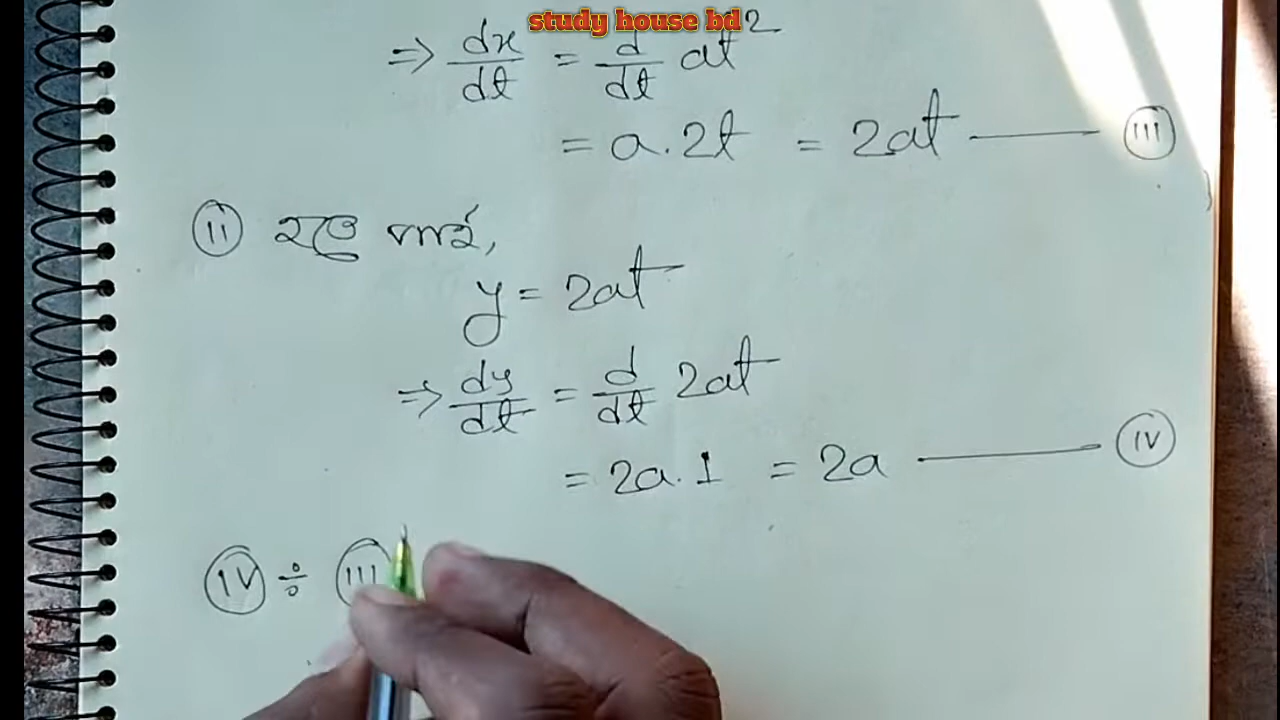 study house bd
⇒ dx/dt = d/dt at²
= a.2t = 2at —— (III)
(II) হতে পাই,
y = 2at
⇒ dy/dt = d/dt 2at
= 2a.1 = 2a —— (IV)
(IV) ÷ (III)